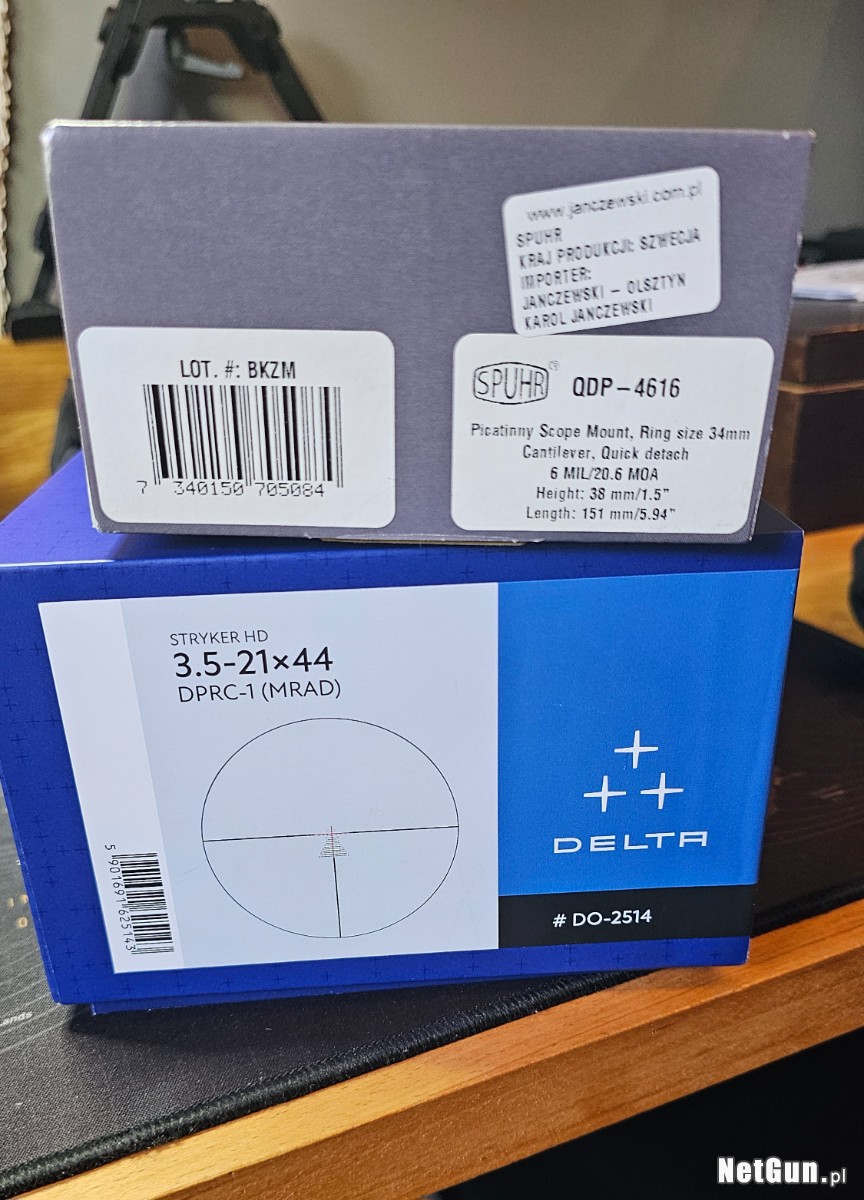 www.janczewski.com.pl
SPUHR
KRAJ PRODUKCJI: SZWECJA
IMPORTER:
JANCZEWSKI – OLSZTYN
KAROL JANCZEWSKI
LOT. #: BKZM
7 340150 705084
SPUHR ® QDP-4616
Picatinny Scope Mount, Ring size 34mm
Cantilever, Quick detach
6 MIL/20.6 MOA
Height: 38 mm/1.5"
Length: 151 mm/5.94"
STRYKER HD
3.5-21×44
DPRC-1 (MRAD)
5 901691 625143
DELTA
# DO-2514
NetGun.pl